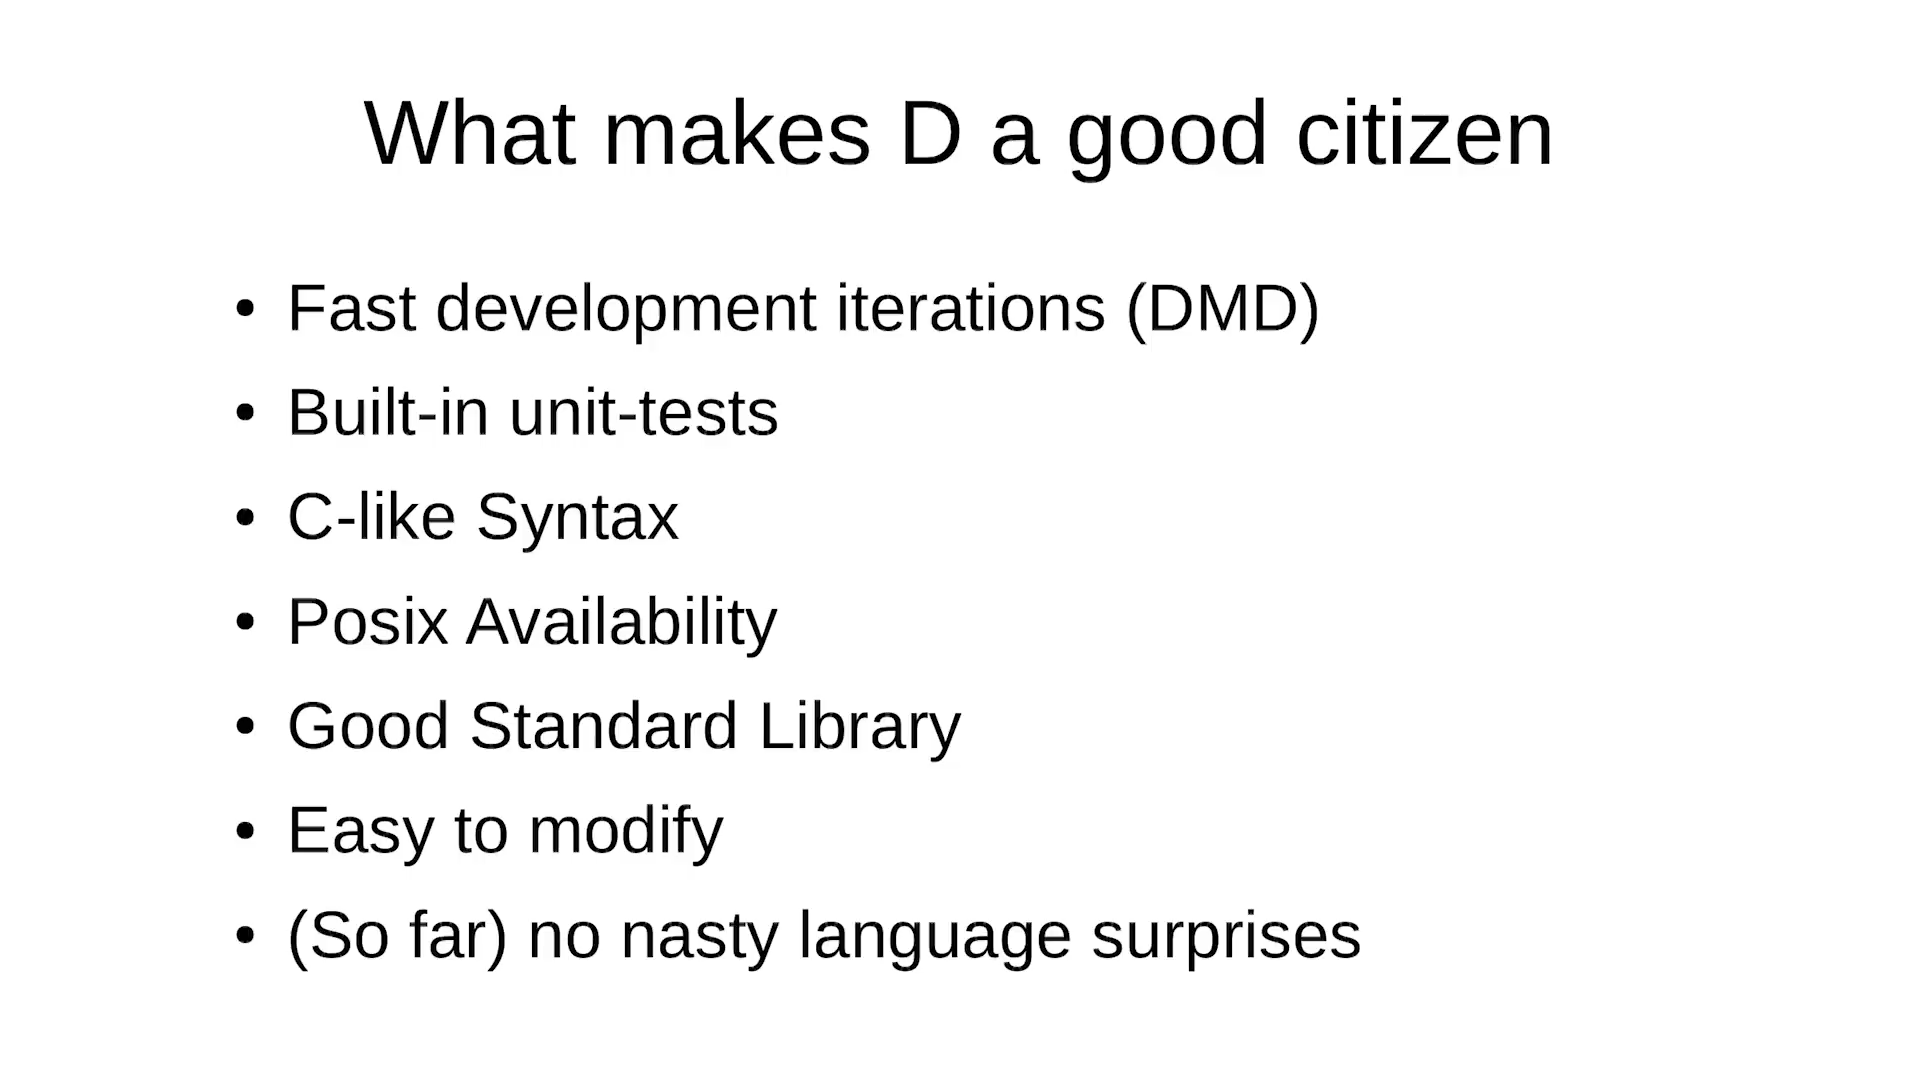 What makes D a good citizen
• Fast development iterations (DMD)
• Built-in unit-tests
• C-like Syntax
• Posix Availability
• Good Standard Library
• Easy to modify
• (So far) no nasty language surprises